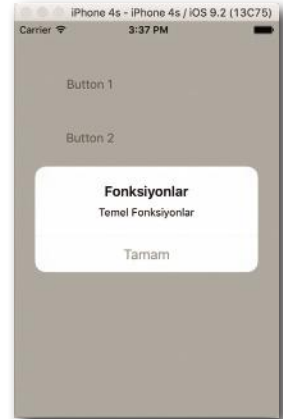 iPhone 4s - iPhone 4s / iOS 9.2 (13C75)
Carrier 3:37 PM
Button 1
Button 2
Fonksiyonlar
Temel Fonksiyonlar
Tamam